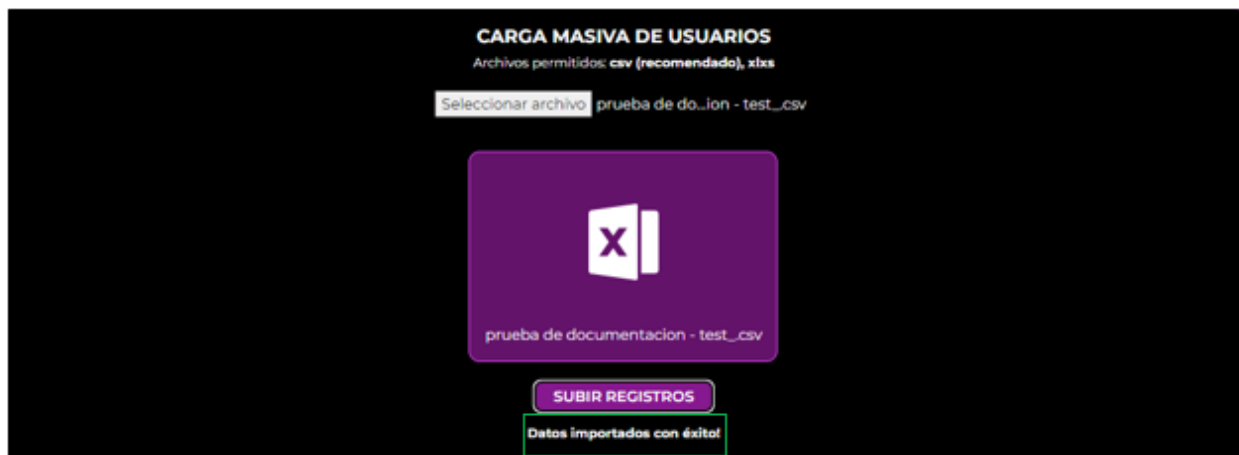 CARGA MASIVA DE USUARIOS
Archivos permitidos: csv (recomendado), xlxs
Seleccionar archivo prueba de do...ion - test_.csv
X
prueba de documentacion - test_.csv
SUBIR REGISTROS
Datos importados con éxito!